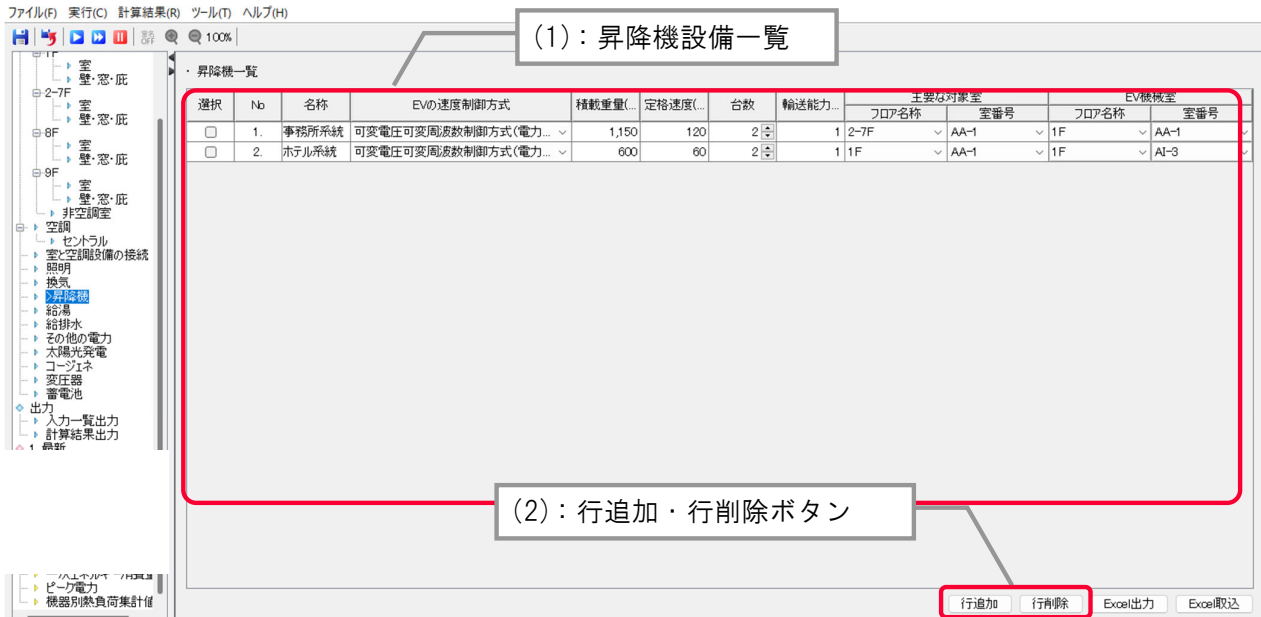 ファイル(F) 実行(C) 計算結果(R) ツール(T) ヘルプ(H)
100%
(1)：昇降機設備一覧
1F
室
壁・窓・庇
2-7F
室
壁・窓・庇
8F
室
壁・窓・庇
9F
室
壁・窓・庇
非空調室
空調
セントラル
室と空調設備の接続
照明
換気
>昇降機
給湯
給排水
その他の電力
太陽光発電
コージェネ
変圧器
蓄電池
出力
入力一覧出力
計算結果出力
1 最新
ピーク電力
機器別熱負荷集計値
・昇降機一覧
選択 No 名称 EVの速度制御方式 積載重量(... 定格速度(... 台数 輸送能力... 主要な対象室 EV機械室
フロア名称 室番号 フロア名称 室番号
1. 事務所系統 可変電圧可変周波数制御方式(電力... 1,150 120 2 1 2-7F AA-1 1F AA-1
2. ホテル系統 可変電圧可変周波数制御方式(電力... 600 60 2 1 1F AA-1 1F AI-3
(2)：行追加・行削除ボタン
行追加 行削除 Excel出力 Excel取込